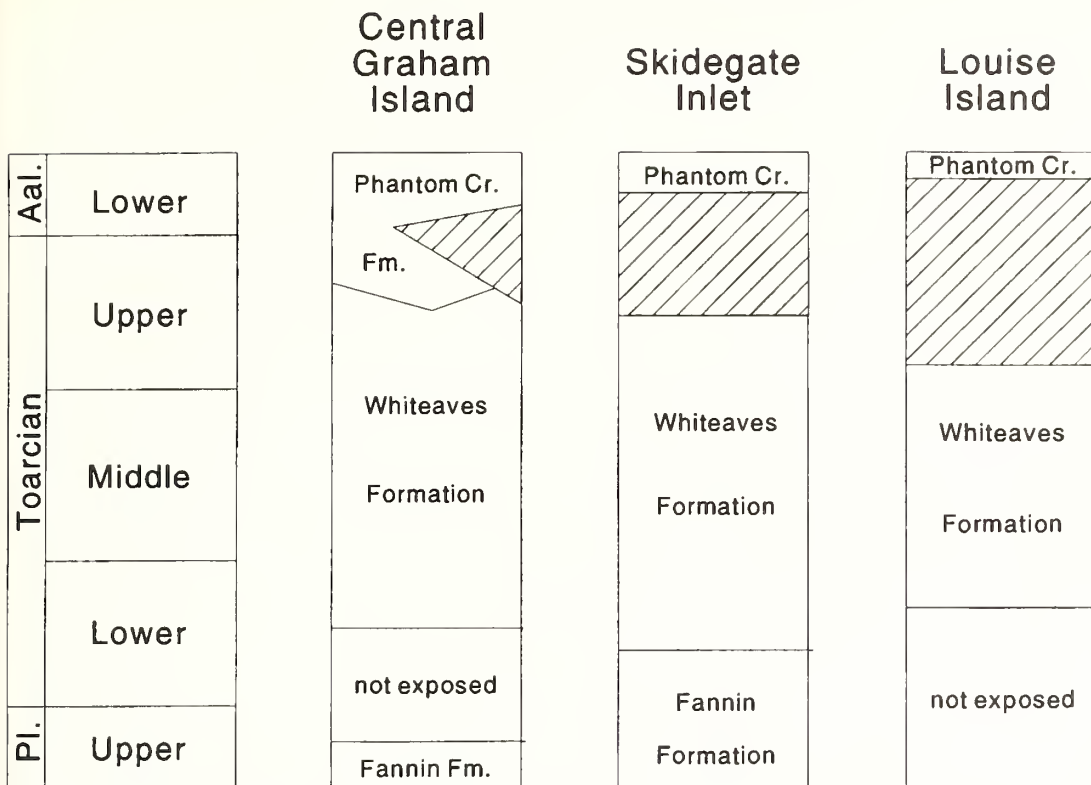 Central
Graham
Island
Skidegate
Inlet
Louise
Island
Aal.
Lower
Toarcian
Upper
Middle
Lower
Pl.
Upper
Phantom Cr.
Fm.
Whiteaves
Formation
not exposed
Fannin Fm.
Phantom Cr.
Whiteaves
Formation
Fannin
Formation
Phantom Cr.
Whiteaves
Formation
not exposed